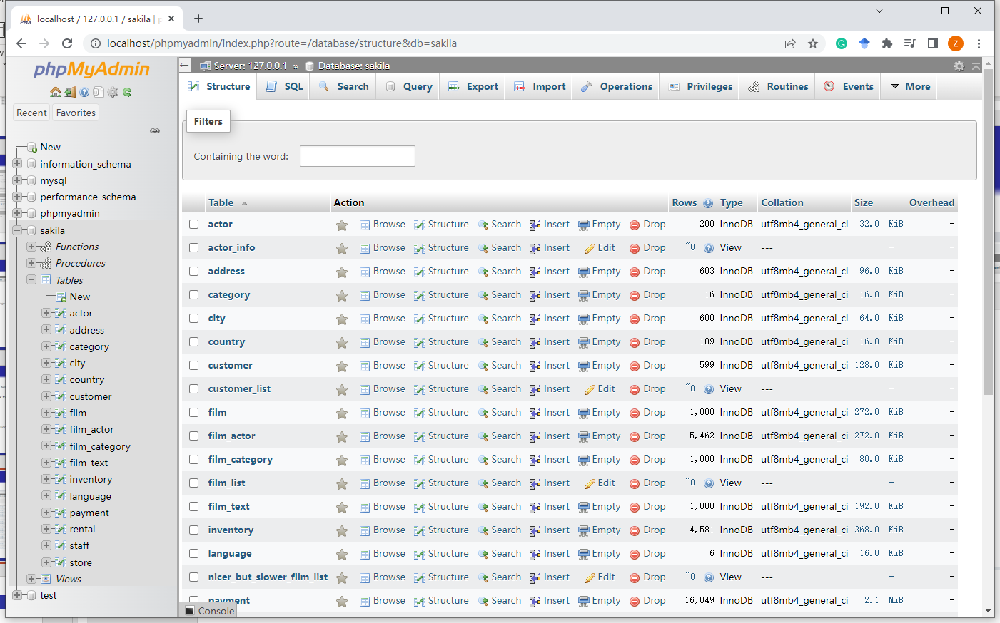 localhost / 127.0.0.1 / sakila |
localhost/phpmyadmin/index.php?route=/database/structure&db=sakila
Z
phpMyAdmin
Recent Favorites
New
information_schema
mysql
performance_schema
phpmyadmin
sakila
Functions
Procedures
Tables
New
actor
address
category
city
country
customer
film
film_actor
film_category
film_text
inventory
language
payment
rental
staff
store
Views
test
Server: 127.0.0.1 » Database: sakila
Structure SQL Search Query Export Import Operations Privileges Routines Events More
Filters
Containing the word:
Table Action Rows Type Collation Size Overhead
actor Browse Structure Search Insert Empty Drop 200 InnoDB utf8mb4_general_ci 32.0 KiB -
actor_info Browse Structure Search Insert Edit Drop ~0 View --- - -
address Browse Structure Search Insert Empty Drop 603 InnoDB utf8mb4_general_ci 96.0 KiB -
category Browse Structure Search Insert Empty Drop 16 InnoDB utf8mb4_general_ci 16.0 KiB -
city Browse Structure Search Insert Empty Drop 600 InnoDB utf8mb4_general_ci 64.0 KiB -
country Browse Structure Search Insert Empty Drop 109 InnoDB utf8mb4_general_ci 16.0 KiB -
customer Browse Structure Search Insert Empty Drop 599 InnoDB utf8mb4_general_ci 128.0 KiB -
customer_list Browse Structure Search Insert Edit Drop ~0 View --- - -
film Browse Structure Search Insert Empty Drop 1,000 InnoDB utf8mb4_general_ci 272.0 KiB -
film_actor Browse Structure Search Insert Empty Drop 5,462 InnoDB utf8mb4_general_ci 272.0 KiB -
film_category Browse Structure Search Insert Empty Drop 1,000 InnoDB utf8mb4_general_ci 80.0 KiB -
film_list Browse Structure Search Insert Edit Drop ~0 View --- - -
film_text Browse Structure Search Insert Empty Drop 1,000 InnoDB utf8mb4_general_ci 192.0 KiB -
inventory Browse Structure Search Insert Empty Drop 4,581 InnoDB utf8mb4_general_ci 368.0 KiB -
language Browse Structure Search Insert Empty Drop 6 InnoDB utf8mb4_general_ci 16.0 KiB -
nicer_but_slower_film_list Browse Structure Search Insert Edit Drop ~0 View --- - -
payment Browse Structure Search Insert Empty Drop 16,049 InnoDB utf8mb4_general_ci 2.1 MiB -
Console